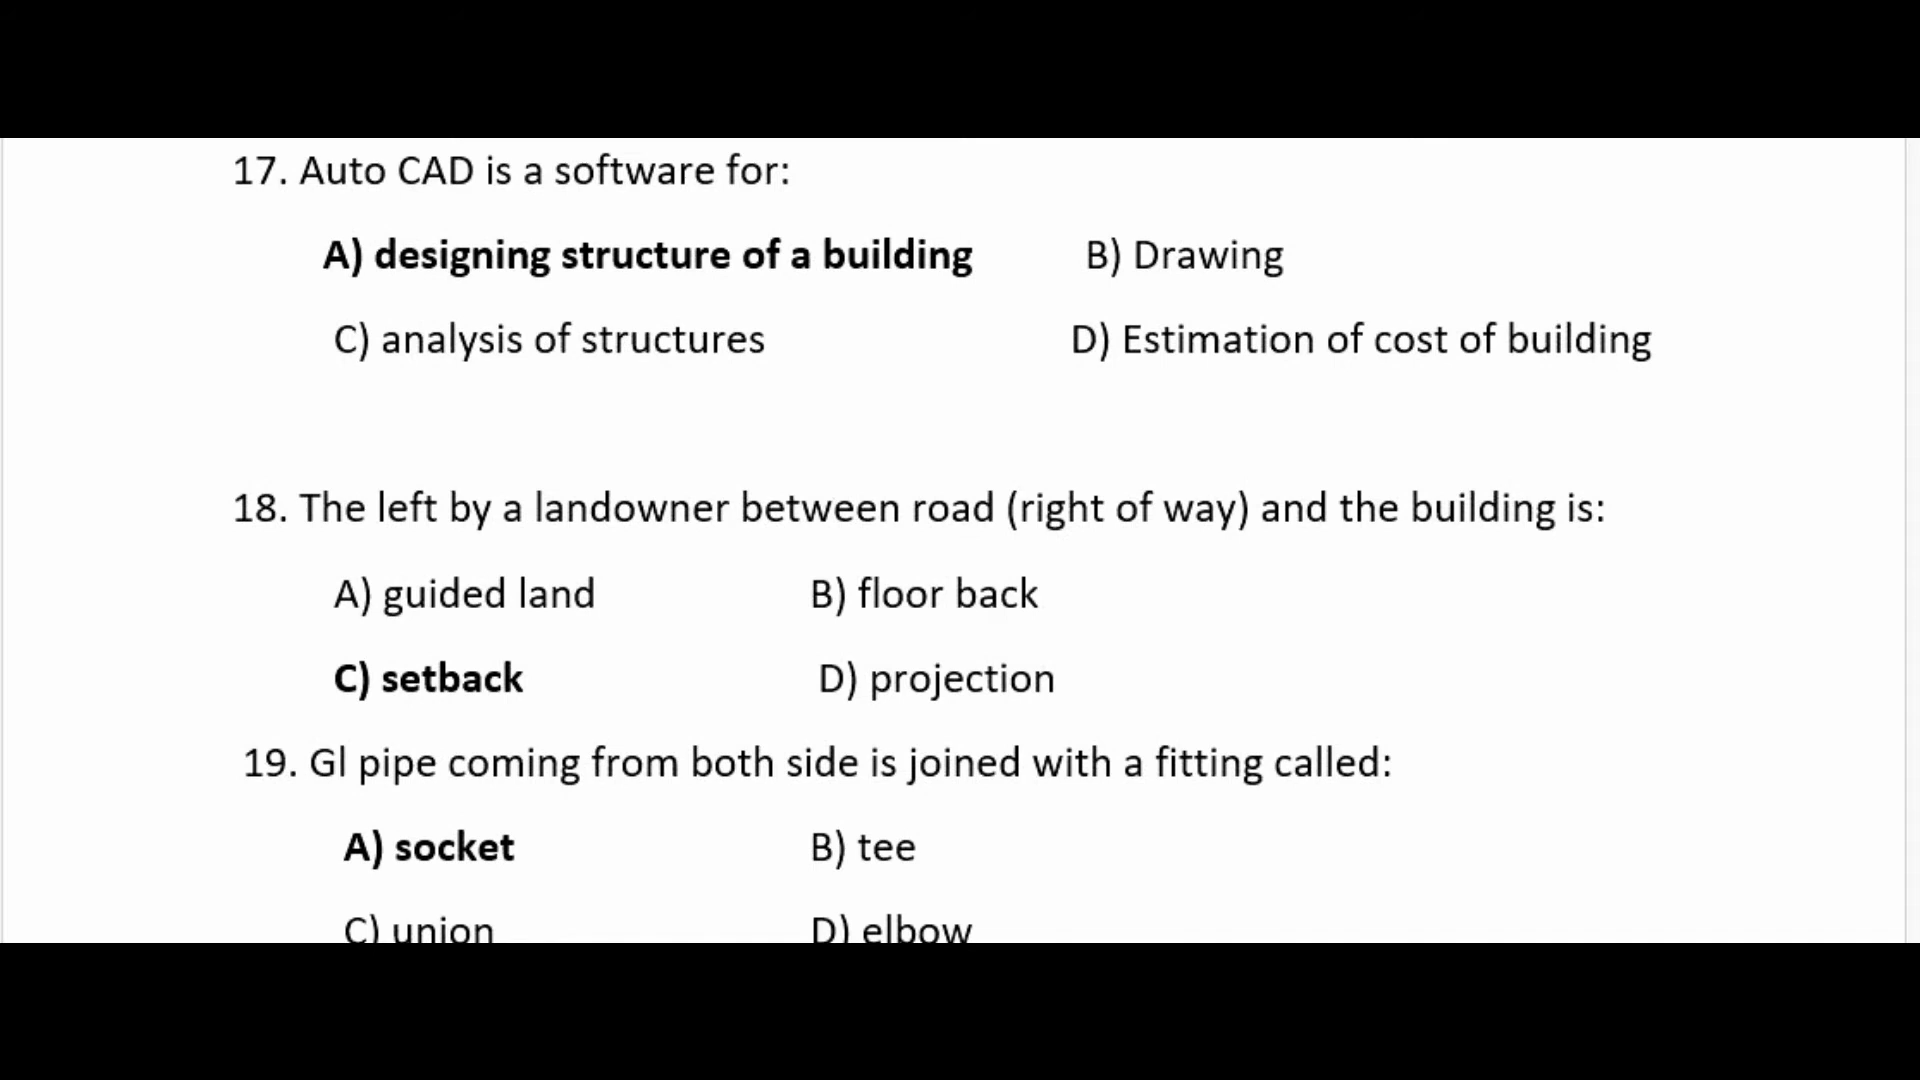 17. Auto CAD is a software for:
A) designing structure of a building B) Drawing
C) analysis of structures D) Estimation of cost of building
18. The left by a landowner between road (right of way) and the building is:
A) guided land B) floor back
C) setback D) projection
19. Gl pipe coming from both side is joined with a fitting called:
A) socket B) tee
C) union D) elbow